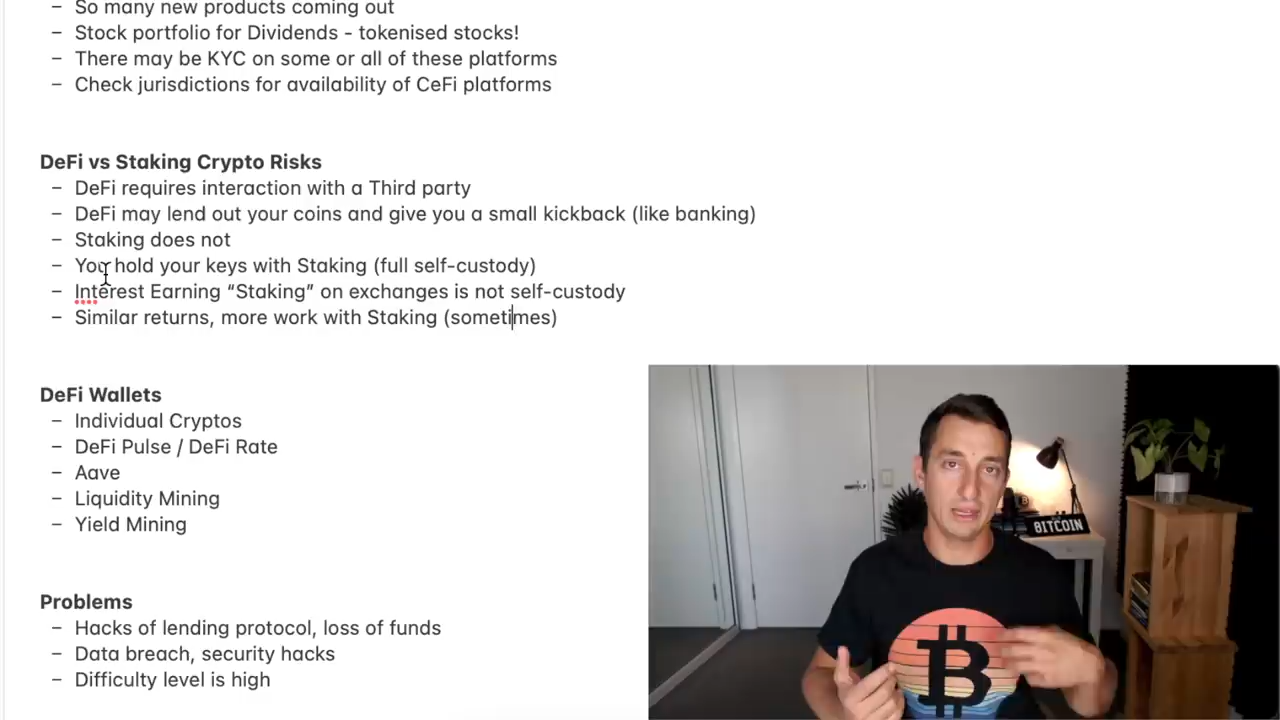 – So many new products coming out
– Stock portfolio for Dividends - tokenised stocks!
– There may be KYC on some or all of these platforms
– Check jurisdictions for availability of CeFi platforms
DeFi vs Staking Crypto Risks
– DeFi requires interaction with a Third party
– DeFi may lend out your coins and give you a small kickback (like banking)
– Staking does not
– You hold your keys with Staking (full self-custody)
– Interest Earning “Staking” on exchanges is not self-custody
– Similar returns, more work with Staking (sometimes)
DeFi Wallets
– Individual Cryptos
– DeFi Pulse / DeFi Rate
– Aave
– Liquidity Mining
– Yield Mining
Problems
– Hacks of lending protocol, loss of funds
– Data breach, security hacks
– Difficulty level is high
BITCOIN
₿